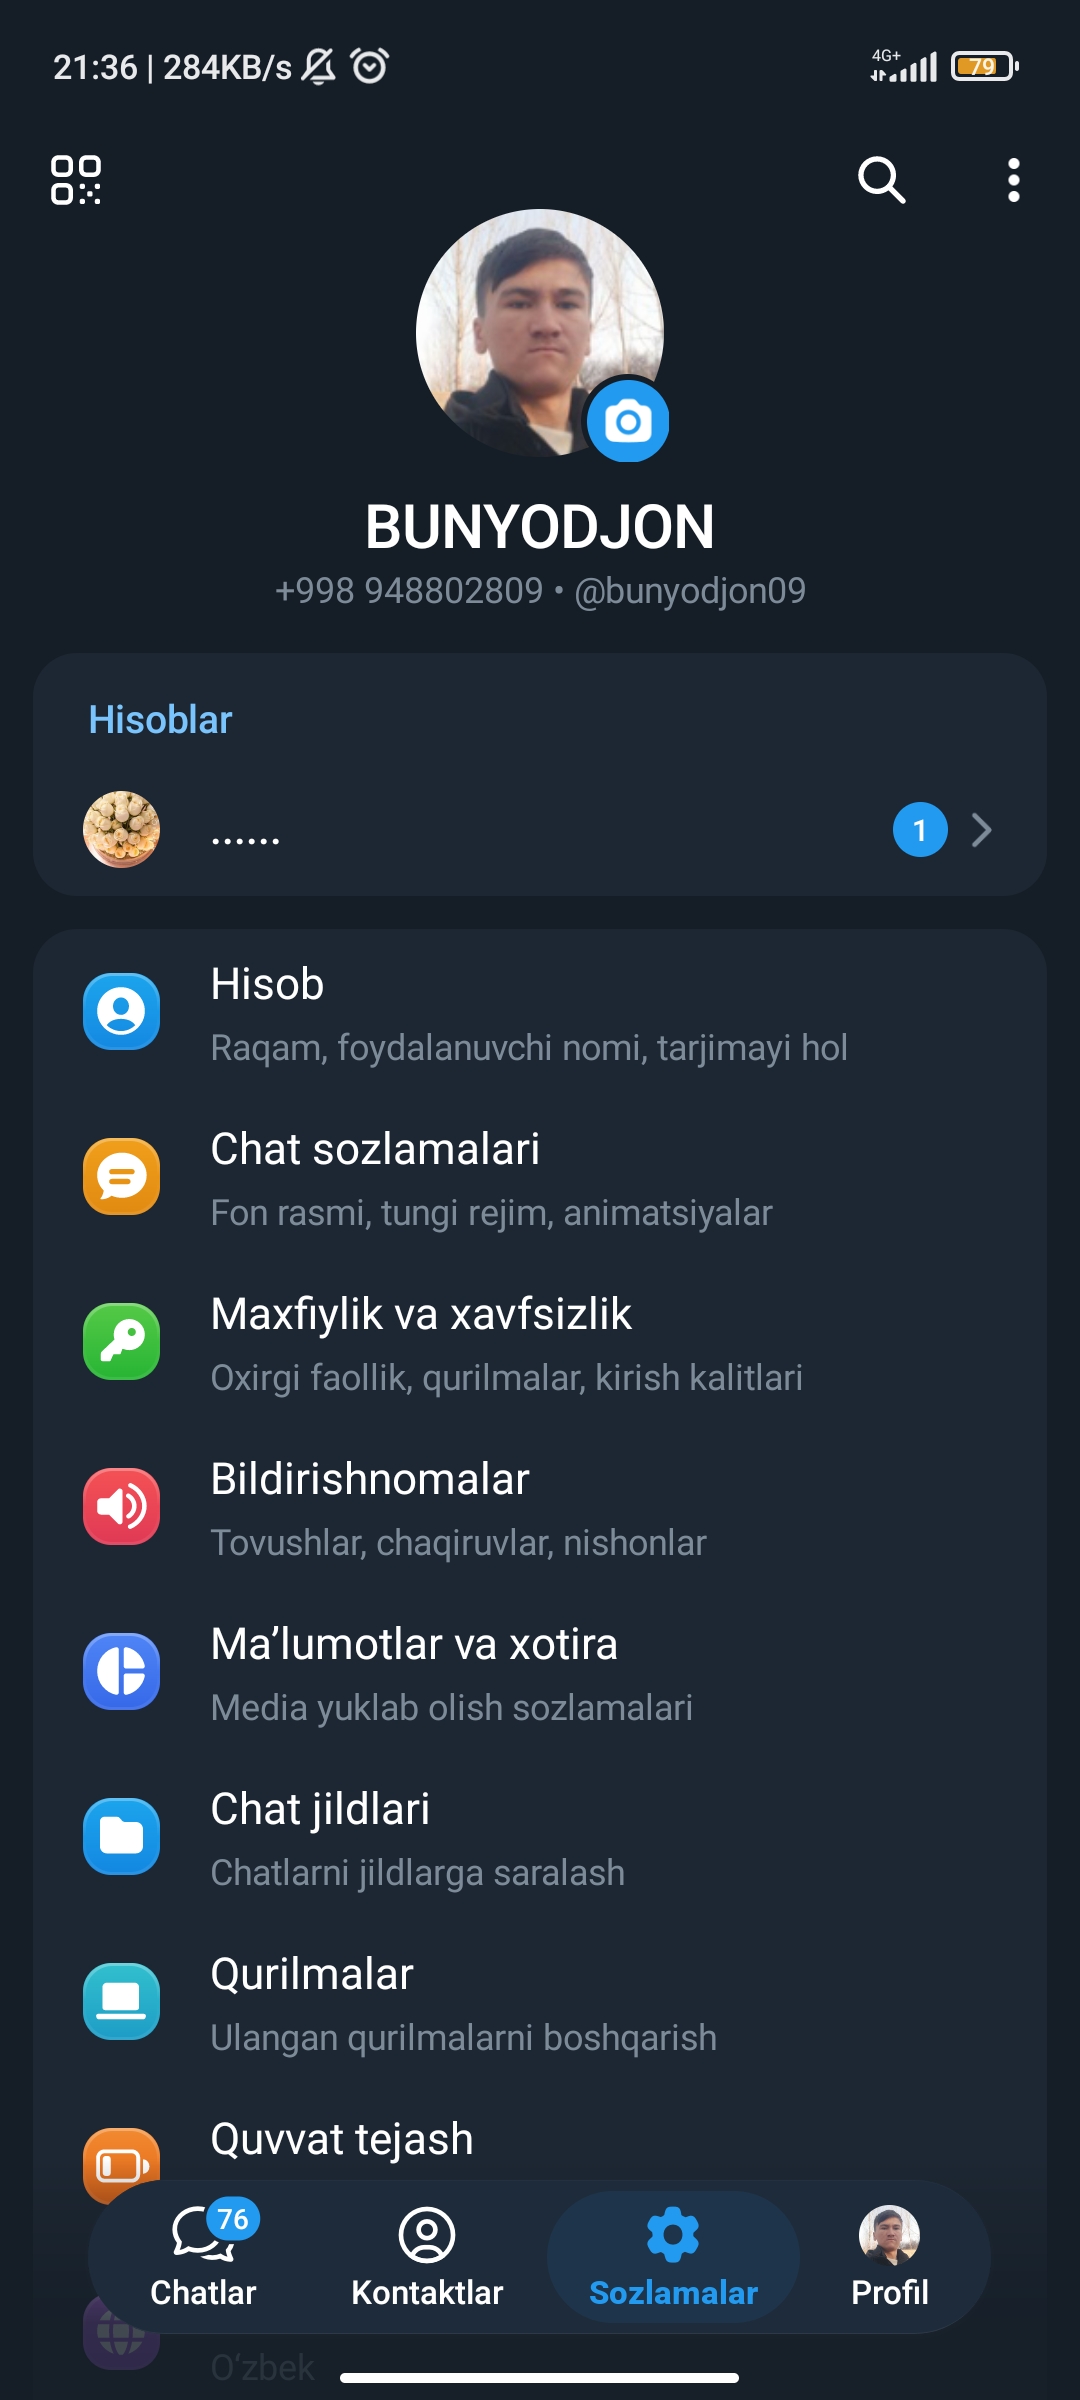 21:36 | 284KB/s
4G+
79
BUNYODJON
+998 948802809 • @bunyodjon09
Hisoblar
......
1
Hisob
Raqam, foydalanuvchi nomi, tarjimayi hol
Chat sozlamalari
Fon rasmi, tungi rejim, animatsiyalar
Maxfiylik va xavfsizlik
Oxirgi faollik, qurilmalar, kirish kalitlari
Bildirishnomalar
Tovushlar, chaqiruvlar, nishonlar
Ma’lumotlar va xotira
Media yuklab olish sozlamalari
Chat jildlari
Chatlarni jildlarga saralash
Qurilmalar
Ulangan qurilmalarni boshqarish
Quvvat tejash
76
Chatlar
Kontaktlar
Sozlamalar
Profil
O‘zbek